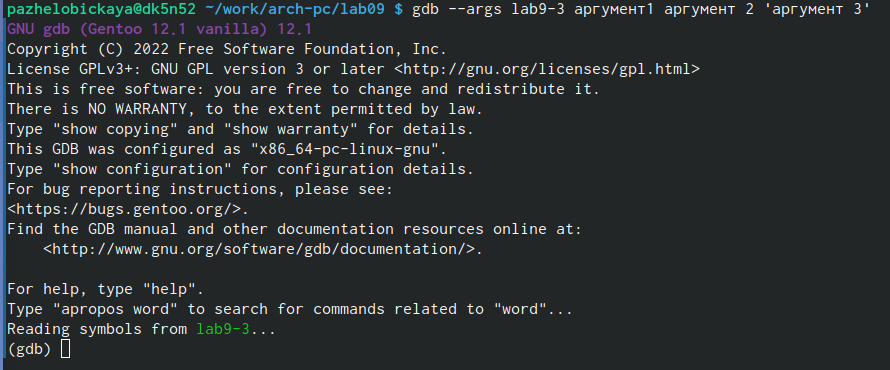 pazhelobickaya@dk5n52 ~/work/arch-pc/lab09 $ gdb --args lab9-3 аргумент1 аргумент 2 'аргумент 3'
GNU gdb (Gentoo 12.1 vanilla) 12.1
Copyright (C) 2022 Free Software Foundation, Inc.
License GPLv3+: GNU GPL version 3 or later <http://gnu.org/licenses/gpl.html>
This is free software: you are free to change and redistribute it.
There is NO WARRANTY, to the extent permitted by law.
Type "show copying" and "show warranty" for details.
This GDB was configured as "x86_64-pc-linux-gnu".
Type "show configuration" for configuration details.
For bug reporting instructions, please see:
<https://bugs.gentoo.org/>.
Find the GDB manual and other documentation resources online at:
    <http://www.gnu.org/software/gdb/documentation/>.

For help, type "help".
Type "apropos word" to search for commands related to "word"...
Reading symbols from lab9-3...
(gdb)